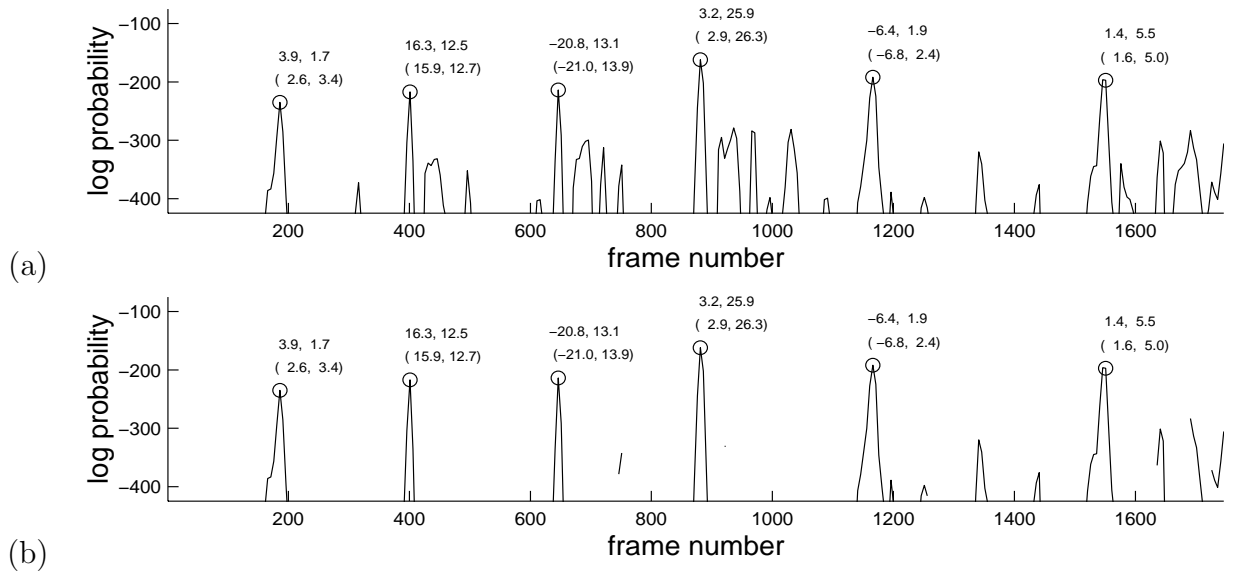 3.2, 25.9
( 2.9, 26.3)
−6.4, 1.9
( −6.8, 2.4)
1.4, 5.5
( 1.6, 5.0)
−20.8, 13.1
(−21.0, 13.9)
16.3, 12.5
( 15.9, 12.7)
3.9, 1.7
( 2.6, 3.4)
log probability
−100
−200
−300
−400
200 400 600 800 1000 1200 1400 1600
frame number
(a)
3.2, 25.9
( 2.9, 26.3)
−6.4, 1.9
( −6.8, 2.4)
1.4, 5.5
( 1.6, 5.0)
−20.8, 13.1
(−21.0, 13.9)
16.3, 12.5
( 15.9, 12.7)
3.9, 1.7
( 2.6, 3.4)
log probability
−100
−200
−300
−400
200 400 600 800 1000 1200 1400 1600
frame number
(b)